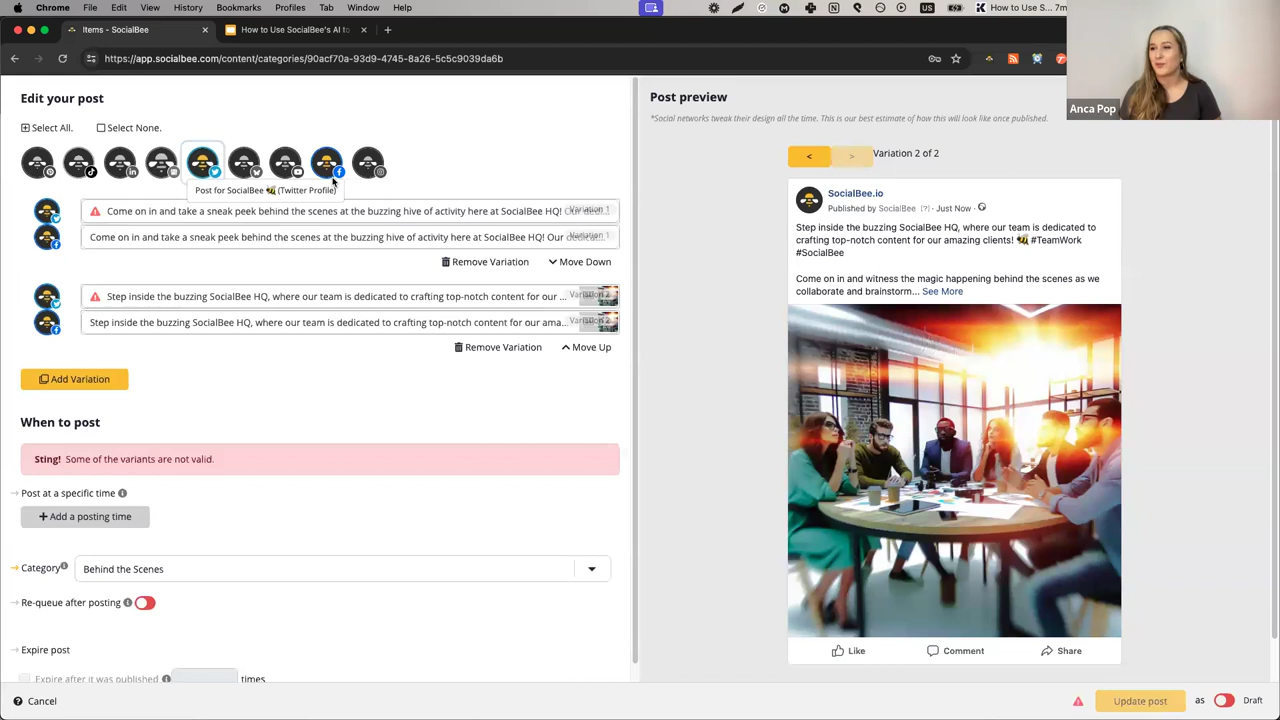 Chrome File Edit View History Bookmarks Profiles Tab Window Help
How to Use S... 7m
Items - SocialBee
How to Use SocialBee's AI to
https://app.socialbee.com/content/categories/90acf70a-93d9-4745-8a26-5c5c9039da6b
Anca Pop
Edit your post
Select All. Select None.
Post for SocialBee 🐝 (Twitter Profile)
Come on in and take a sneak peek behind the scenes at the buzzing hive of activity here at SocialBee HQ! Our dedi... Variation 1
Come on in and take a sneak peek behind the scenes at the buzzing hive of activity here at SocialBee HQ! Our dedica... Variation 1
Remove Variation Move Down
Step inside the buzzing SocialBee HQ, where our team is dedicated to crafting top-notch content for our ... Variation 2
Step inside the buzzing SocialBee HQ, where our team is dedicated to crafting top-notch content for our ama... Variation 2
Remove Variation Move Up
Add Variation
When to post
Sting! Some of the variants are not valid.
Post at a specific time
+ Add a posting time
Category Behind the Scenes
Re-queue after posting
Expire post
Expire after it was published times.
Cancel
Post preview
*Social networks tweak their design all the time. This is our best estimate of how this will look like once published.
< > Variation 2 of 2
SocialBee.io
Published by SocialBee [?] · Just Now ·
Step inside the buzzing SocialBee HQ, where our team is dedicated to
crafting top-notch content for our amazing clients! 🐝 #TeamWork
#SocialBee
Come on in and witness the magic happening behind the scenes as we
collaborate and brainstorm... See More
Like Comment Share
Update post as Draft